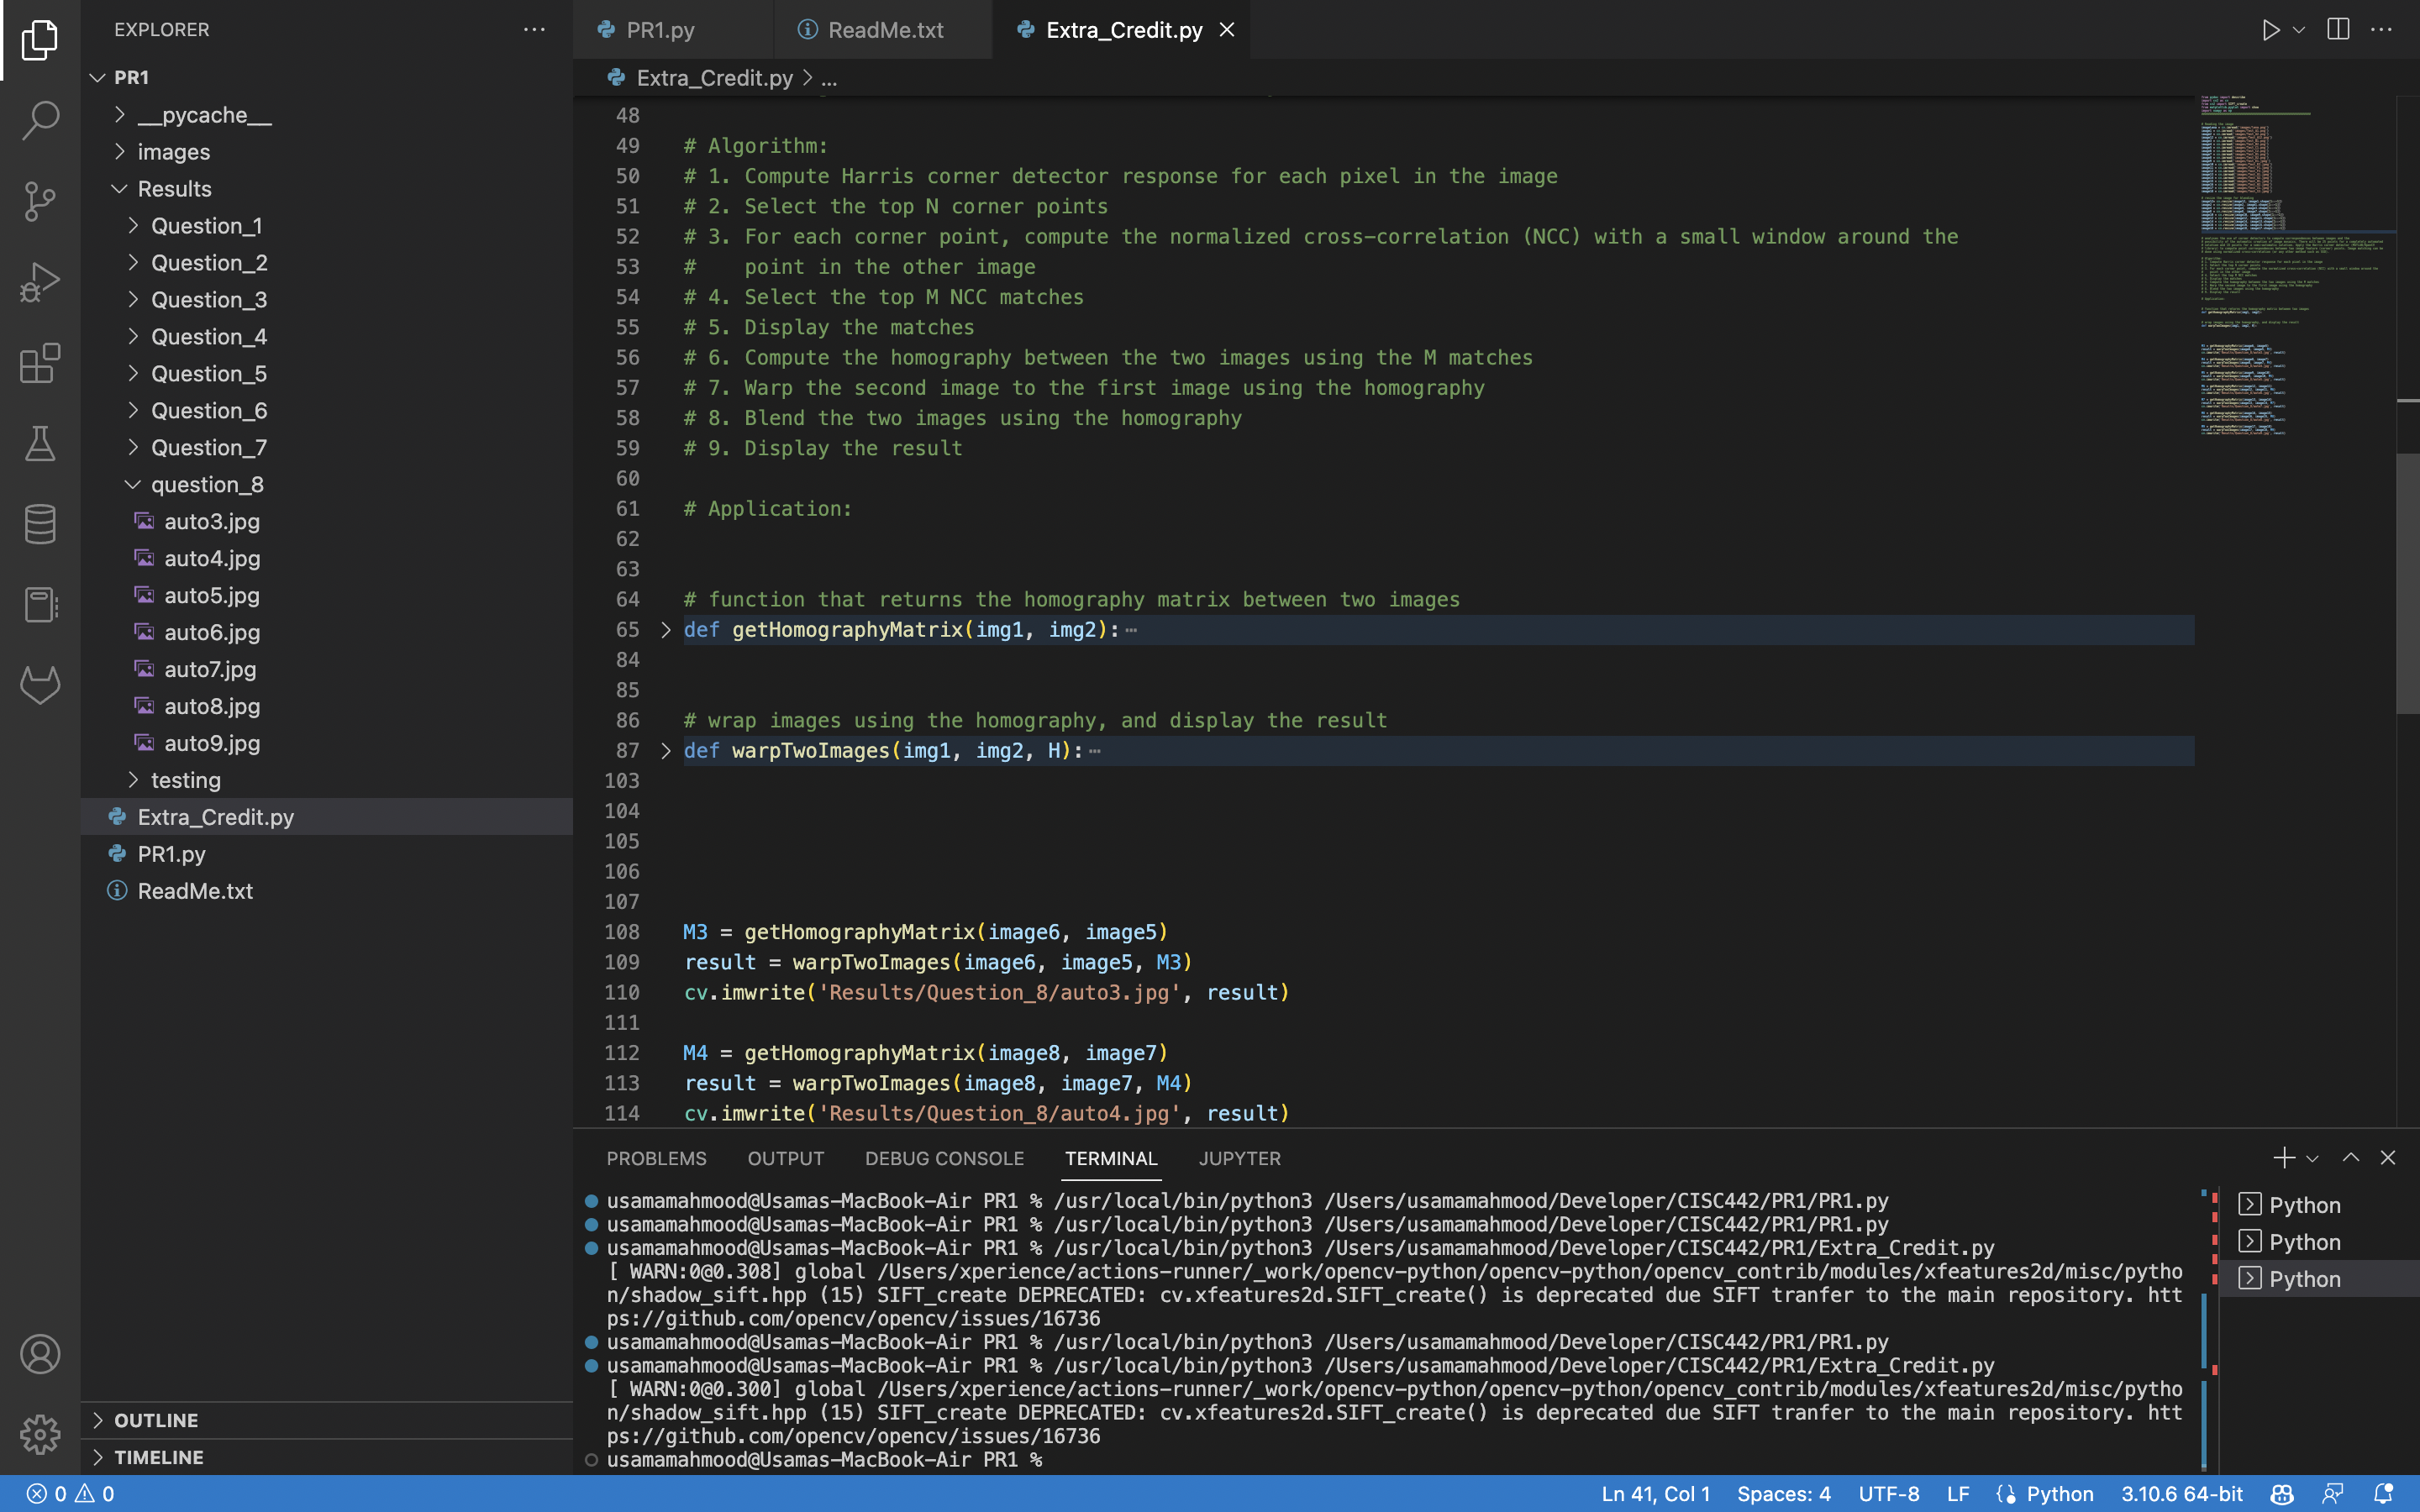 EXPLORER
PR1
__pycache__
images
Results
Question_1
Question_2
Question_3
Question_4
Question_5
Question_6
Question_7
question_8
auto3.jpg
auto4.jpg
auto5.jpg
auto6.jpg
auto7.jpg
auto8.jpg
auto9.jpg
testing
Extra_Credit.py
PR1.py
ReadMe.txt
OUTLINE
TIMELINE
PR1.py
ReadMe.txt
Extra_Credit.py
Extra_Credit.py > ...
48
49 # Algorithm:
50 # 1. Compute Harris corner detector response for each pixel in the image
51 # 2. Select the top N corner points
52 # 3. For each corner point, compute the normalized cross-correlation (NCC) with a small window around the
53 #    point in the other image
54 # 4. Select the top M NCC matches
55 # 5. Display the matches
56 # 6. Compute the homography between the two images using the M matches
57 # 7. Warp the second image to the first image using the homography
58 # 8. Blend the two images using the homography
59 # 9. Display the result
60
61 # Application:
62
63
64 # function that returns the homography matrix between two images
65 def getHomographyMatrix(img1, img2):⋯
84
85
86 # wrap images using the homography, and display the result
87 def warpTwoImages(img1, img2, H):⋯
103
104
105
106
107
108 M3 = getHomographyMatrix(image6, image5)
109 result = warpTwoImages(image6, image5, M3)
110 cv.imwrite('Results/Question_8/auto3.jpg', result)
111
112 M4 = getHomographyMatrix(image8, image7)
113 result = warpTwoImages(image8, image7, M4)
114 cv.imwrite('Results/Question_8/auto4.jpg', result)
PROBLEMS OUTPUT DEBUG CONSOLE TERMINAL JUPYTER
usamamahmood@Usamas-MacBook-Air PR1 % /usr/local/bin/python3 /Users/usamamahmood/Developer/CISC442/PR1/PR1.py
usamamahmood@Usamas-MacBook-Air PR1 % /usr/local/bin/python3 /Users/usamamahmood/Developer/CISC442/PR1/PR1.py
usamamahmood@Usamas-MacBook-Air PR1 % /usr/local/bin/python3 /Users/usamamahmood/Developer/CISC442/PR1/Extra_Credit.py
[ WARN:0@0.308] global /Users/xperience/actions-runner/_work/opencv-python/opencv-python/opencv_contrib/modules/xfeatures2d/misc/pytho
n/shadow_sift.hpp (15) SIFT_create DEPRECATED: cv.xfeatures2d.SIFT_create() is deprecated due SIFT tranfer to the main repository. htt
ps://github.com/opencv/opencv/issues/16736
usamamahmood@Usamas-MacBook-Air PR1 % /usr/local/bin/python3 /Users/usamamahmood/Developer/CISC442/PR1/PR1.py
usamamahmood@Usamas-MacBook-Air PR1 % /usr/local/bin/python3 /Users/usamamahmood/Developer/CISC442/PR1/Extra_Credit.py
[ WARN:0@0.300] global /Users/xperience/actions-runner/_work/opencv-python/opencv-python/opencv_contrib/modules/xfeatures2d/misc/pytho
n/shadow_sift.hpp (15) SIFT_create DEPRECATED: cv.xfeatures2d.SIFT_create() is deprecated due SIFT tranfer to the main repository. htt
ps://github.com/opencv/opencv/issues/16736
usamamahmood@Usamas-MacBook-Air PR1 %
Python
Python
Python
0 0
Ln 41, Col 1 Spaces: 4 UTF-8 LF Python 3.10.6 64-bit